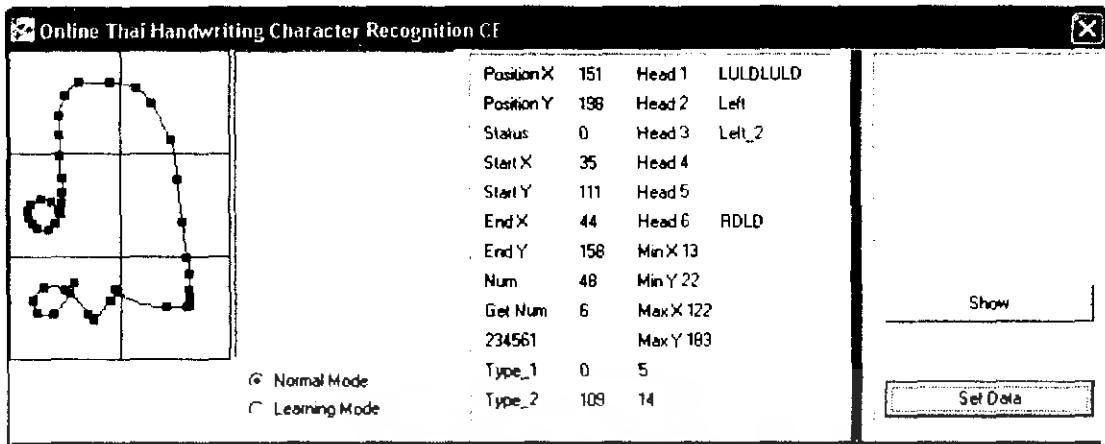 Online Thai Handwriting Character Recognition CE
Position X 151 Head 1 LULDLULD
Position Y 198 Head 2 Left
Status 0 Head 3 Left_2
Start X 35 Head 4
Start Y 111 Head 5
End X 44 Head 6 RDLD
End Y 158 Min X 13
Num 48 Min Y 22
Get Num 6 Max X 122
234561 Max Y 183
Type_1 0 5
Type_2 109 14
Normal Mode
Learning Mode
Show
Set Data